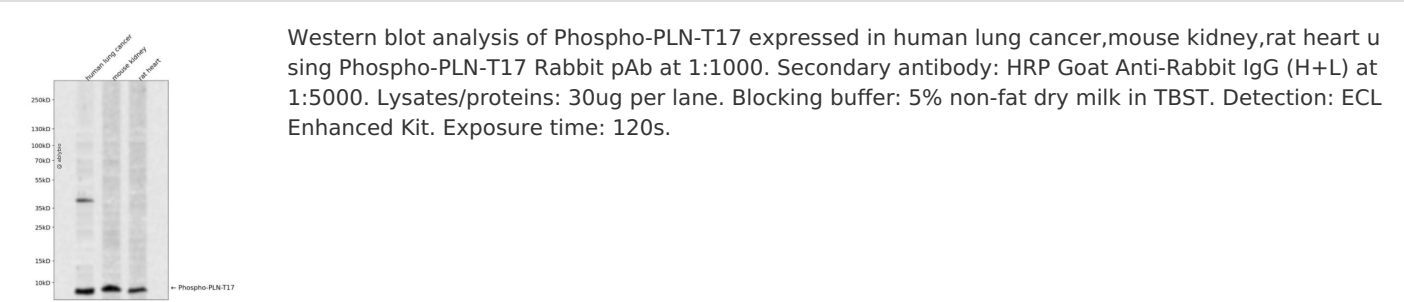 human lung cancer
mouse kidney
rat heart
250kD
130kD
100kD
70kD
55kD
35kD
25kD
15kD
10kD
@ ablybio
← Phospho-PLN-T17
Western blot analysis of Phospho-PLN-T17 expressed in human lung cancer,mouse kidney,rat heart u
sing Phospho-PLN-T17 Rabbit pAb at 1:1000. Secondary antibody: HRP Goat Anti-Rabbit IgG (H+L) at
1:5000. Lysates/proteins: 30ug per lane. Blocking buffer: 5% non-fat dry milk in TBST. Detection: ECL
Enhanced Kit. Exposure time: 120s.